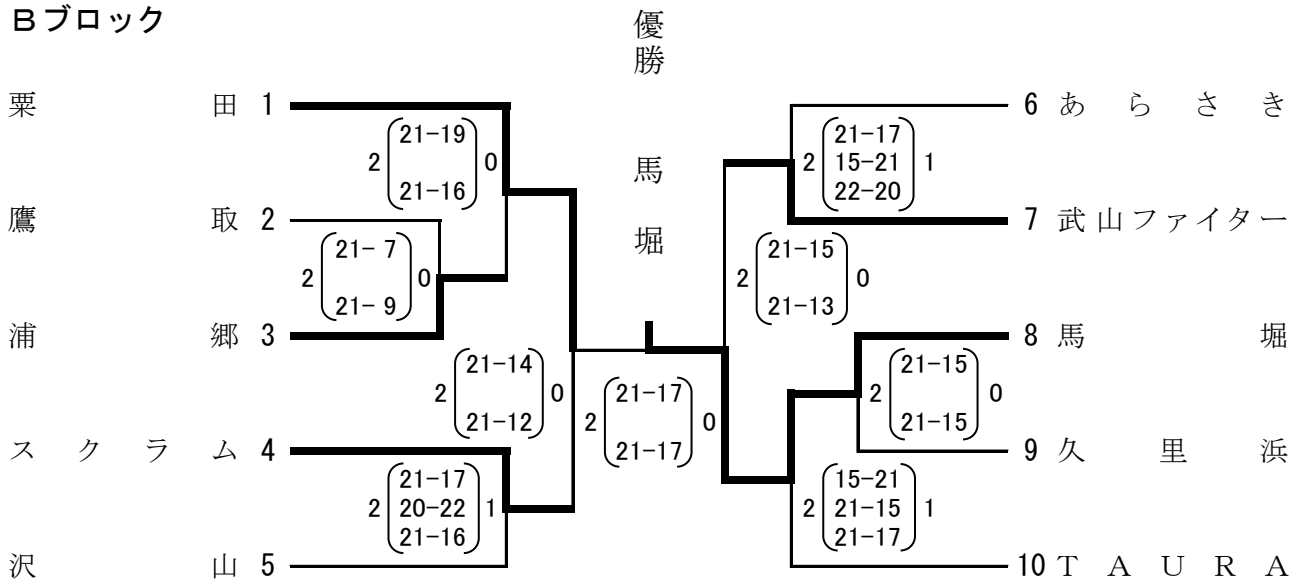 Bブロック
優勝
馬堀
粟田 1
21-19
2 0
21-16
鷹取 2
21- 7
2 0
21- 9
浦郷 3
21-14
2 0
21-12
スクラム 4
21-17
2 20-22 1
21-16
沢山 5
21-17
2 0
21-17
6 あらさき
21-17
2 15-21 1
22-20
7 武山ファイター
21-15
2 0
21-13
8 馬堀
21-15
2 0
21-15
9 久里浜
15-21
2 21-15 1
21-17
10 TAURA